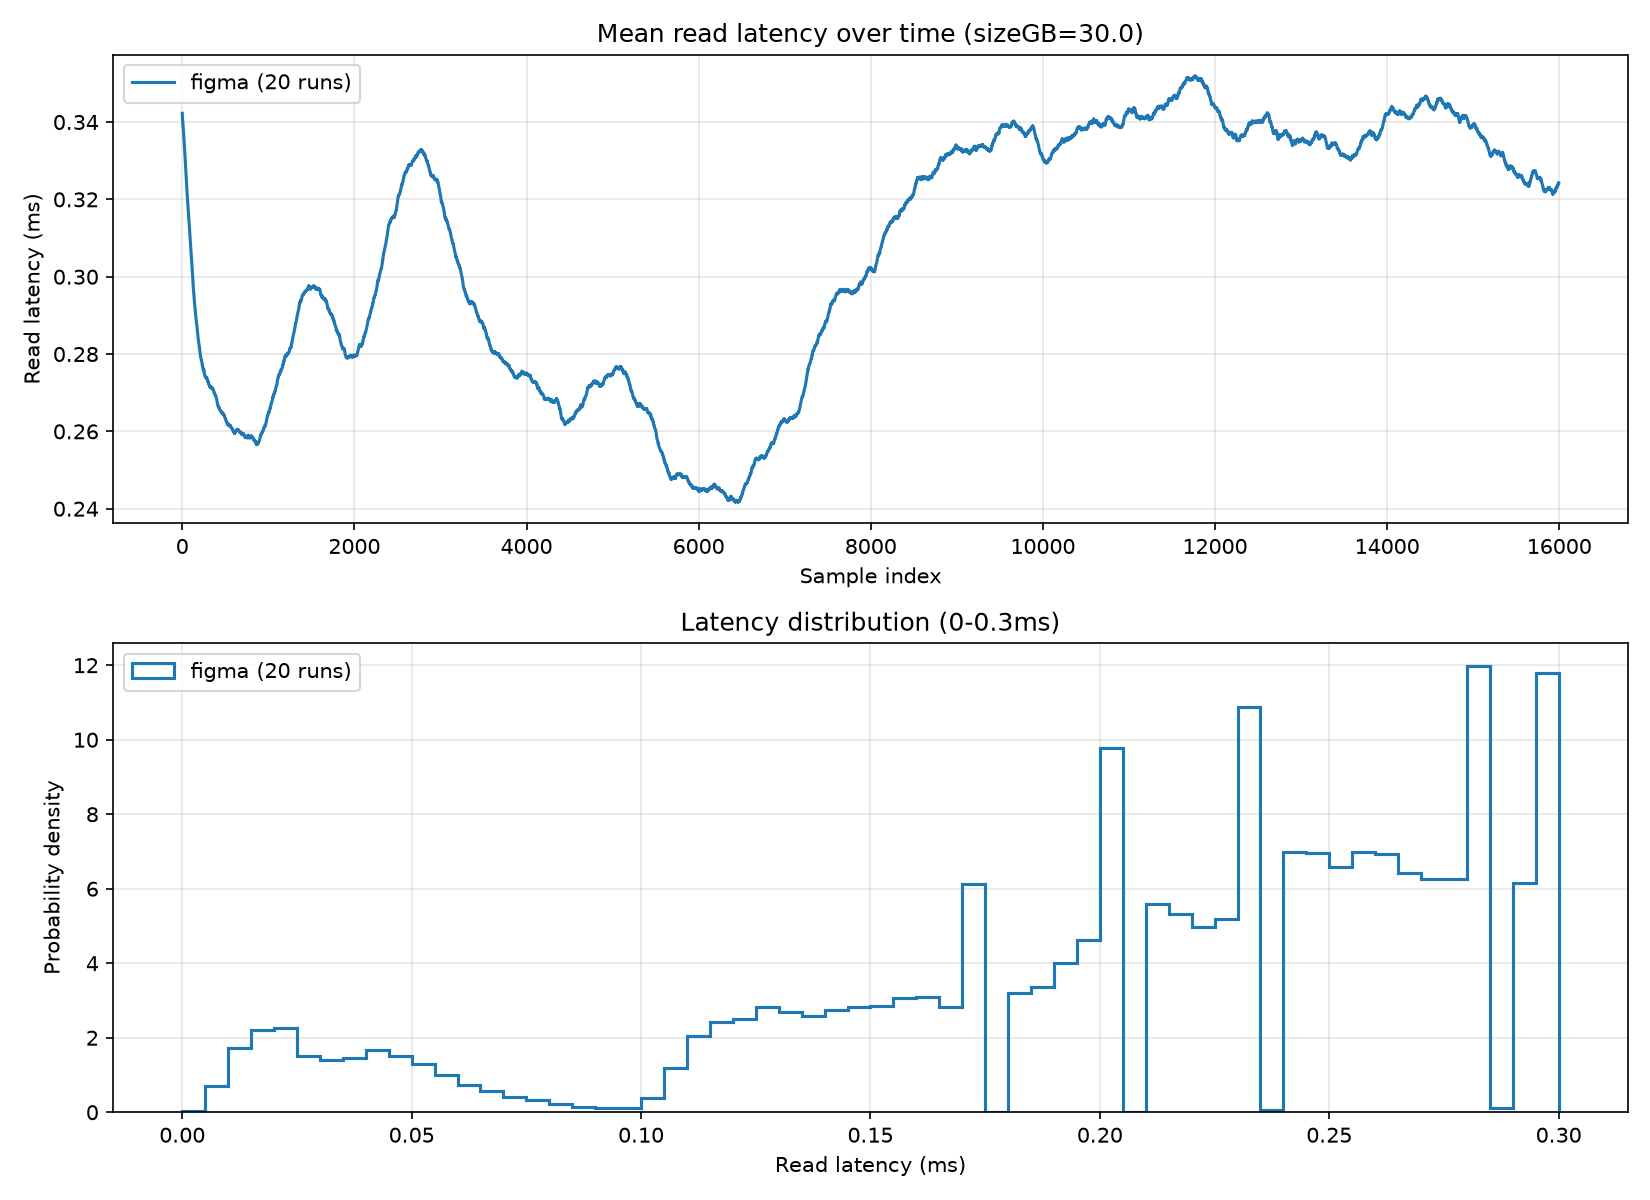 Mean read latency over time (sizeGB=30.0)
figma (20 runs)
Read latency (ms)
0.34
0.32
0.30
0.28
0.26
0.24
0 2000 4000 6000 8000 10000 12000 14000 16000
Sample index
Latency distribution (0-0.3ms)
figma (20 runs)
Probability density
12
10
8
6
4
2
0
0.00 0.05 0.10 0.15 0.20 0.25 0.30
Read latency (ms)